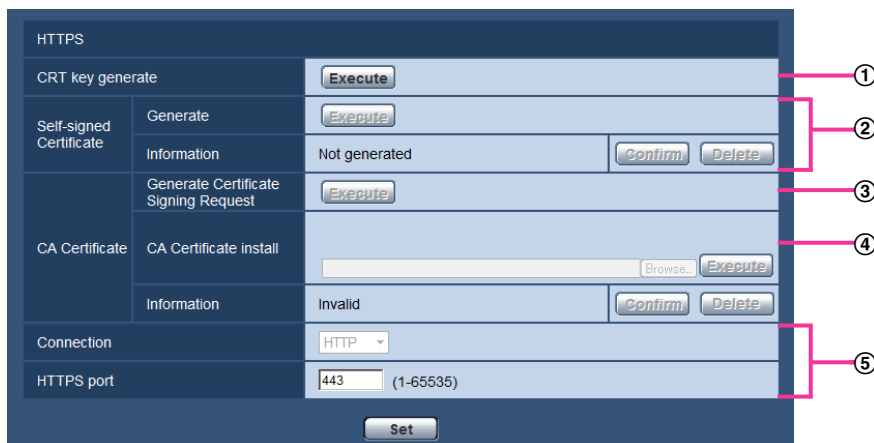 HTTPS
CRT key generate
Execute
①
Self-signed
Certificate
Generate
Execute
②
Information
Not generated
Confirm
Delete
CA Certificate
Generate Certificate
Signing Request
Execute
③
CA Certificate install
Browse...
Execute
④
Information
Invalid
Confirm
Delete
Connection
HTTP
⑤
HTTPS port
443
(1-65535)
Set